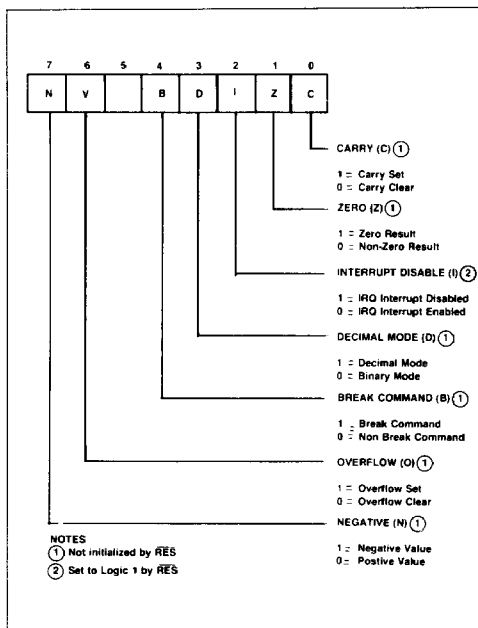 7 6 5 4 3 2 1 0
N V B D I Z C
CARRY (C) ①
1 = Carry Set
0 = Carry Clear
ZERO (Z) ①
1 = Zero Result
0 = Non-Zero Result
INTERRUPT DISABLE (I) ②
1 = IRQ Interrupt Disabled
0 = IRQ Interrupt Enabled
DECIMAL MODE (D) ①
1 = Decimal Mode
0 = Binary Mode
BREAK COMMAND (B) ①
1 = Break Command
0 = Non Break Command
OVERFLOW (O) ①
1 = Overflow Set
0 = Overflow Clear
NEGATIVE (N) ①
1 = Negative Value
0 = Postive Value
NOTES
① Not initialized by R̅E̅S̅
② Set to Logic 1 by R̅E̅S̅